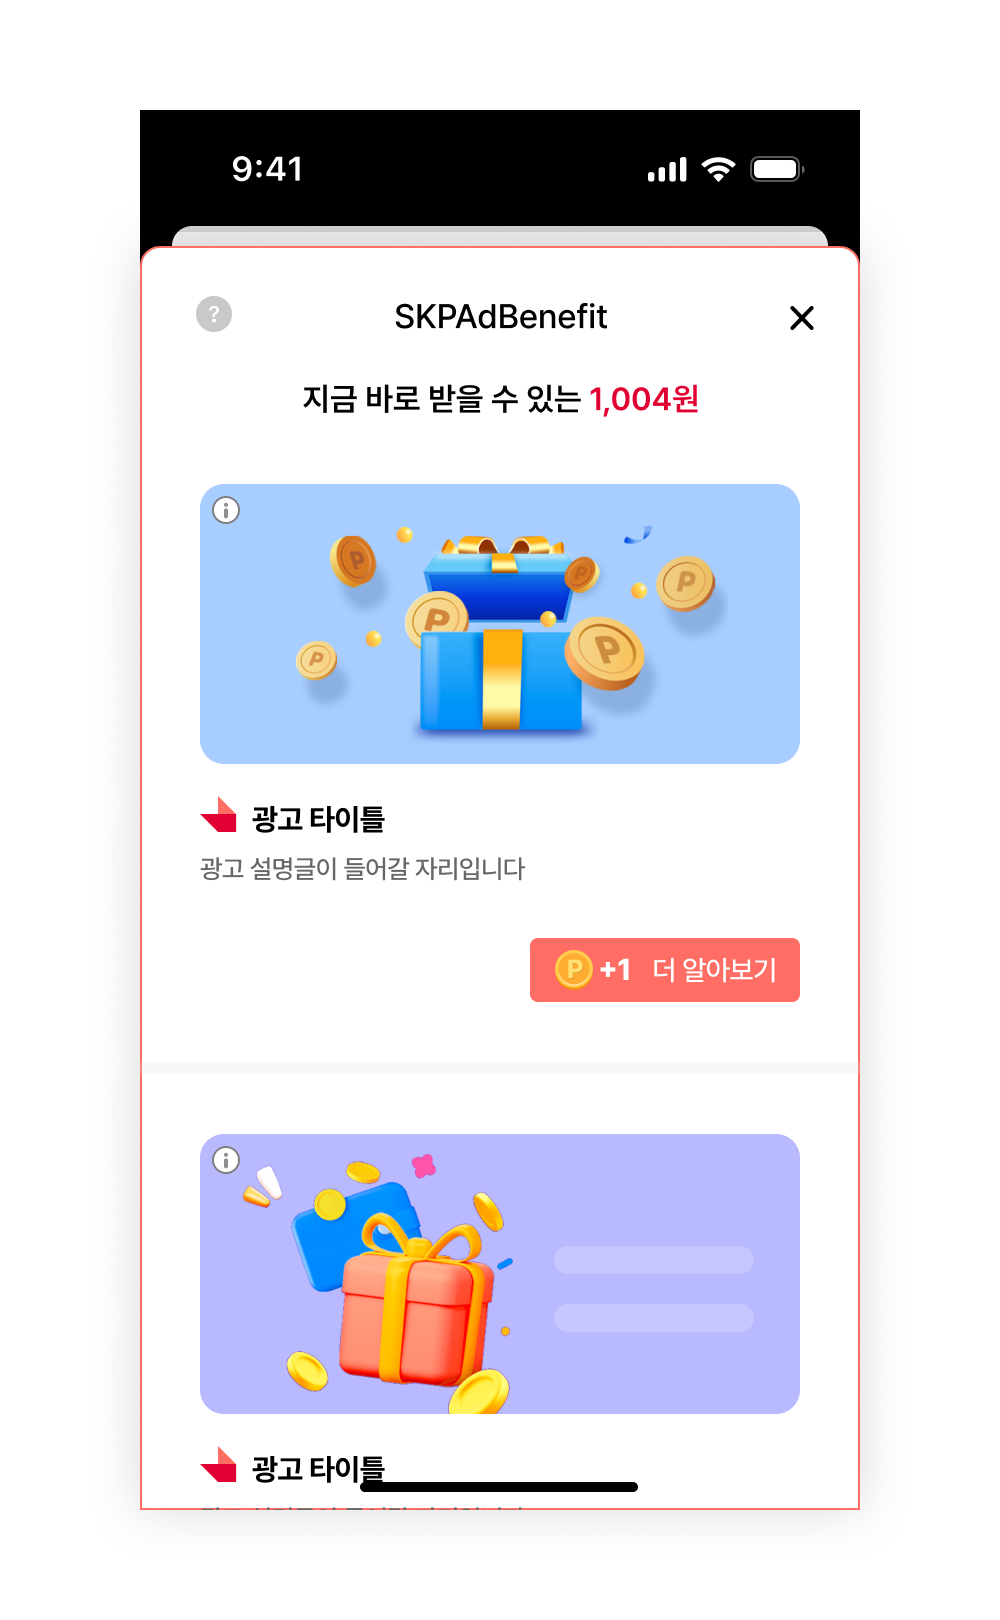 9:41
?
SKPAdBenefit
지금 바로 받을 수 있는 1,004원
P
P
P
P
P
P
광고 타이틀
광고 설명글이 들어갈 자리입니다
P +1 더 알아보기
광고 타이틀